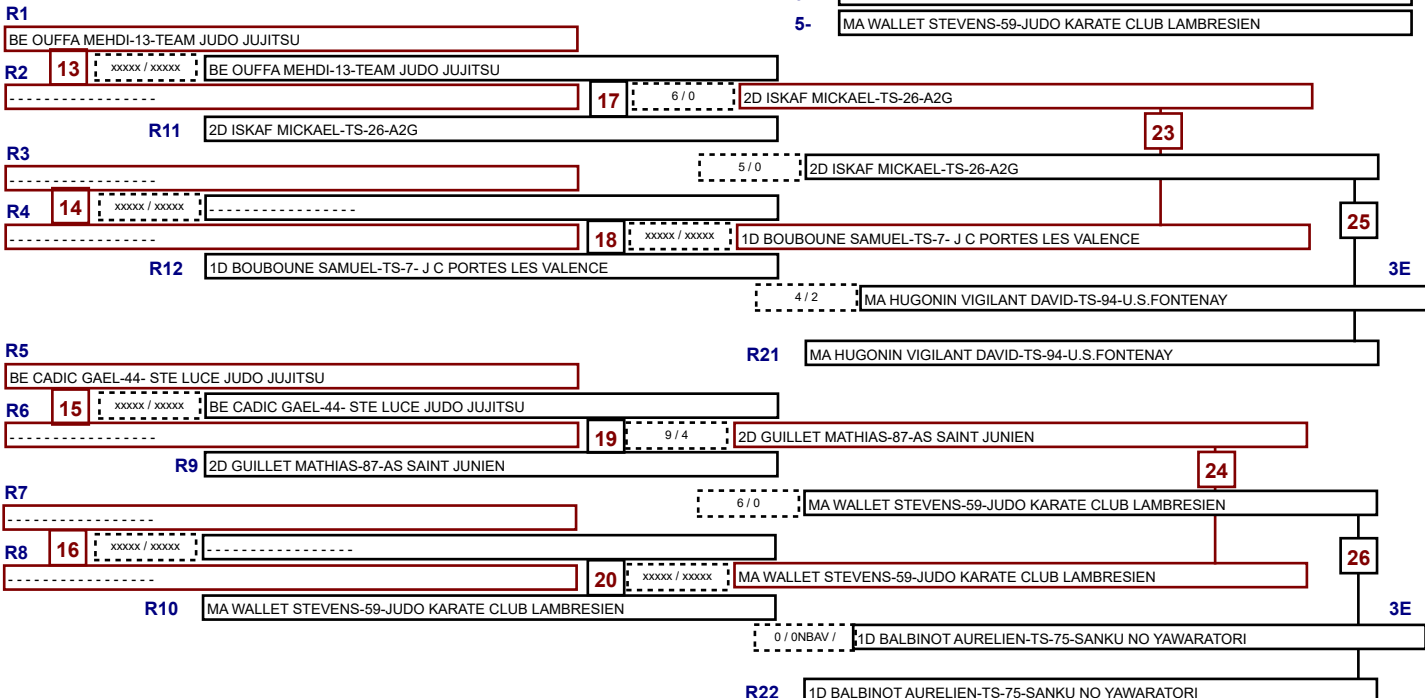 5- MA WALLET STEVENS-59-JUDO KARATE CLUB LAMBRESIEN
R1
BE OUFFA MEHDI-13-TEAM JUDO JUJITSU
R2 13 xxxxx / xxxxx BE OUFFA MEHDI-13-TEAM JUDO JUJITSU
- - - - - - - - - - - - - - - - - 17 6 / 0 2D ISKAF MICKAEL-TS-26-A2G
R11 2D ISKAF MICKAEL-TS-26-A2G 23
R3
- - - - - - - - - - - - - - - - - 5 / 0 2D ISKAF MICKAEL-TS-26-A2G
R4 14 xxxxx / xxxxx - - - - - - - - - - - - - - - - - 25
- - - - - - - - - - - - - - - - - 18 xxxxx / xxxxx 1D BOUBOUNE SAMUEL-TS-7- J C PORTES LES VALENCE
R12 1D BOUBOUNE SAMUEL-TS-7- J C PORTES LES VALENCE 3E
4 / 2 MA HUGONIN VIGILANT DAVID-TS-94-U.S.FONTENAY
R5 R21 MA HUGONIN VIGILANT DAVID-TS-94-U.S.FONTENAY
BE CADIC GAEL-44- STE LUCE JUDO JUJITSU
R6 15 xxxxx / xxxxx BE CADIC GAEL-44- STE LUCE JUDO JUJITSU
- - - - - - - - - - - - - - - - - 19 9 / 4 2D GUILLET MATHIAS-87-AS SAINT JUNIEN
R9 2D GUILLET MATHIAS-87-AS SAINT JUNIEN 24
R7
- - - - - - - - - - - - - - - - - 6 / 0 MA WALLET STEVENS-59-JUDO KARATE CLUB LAMBRESIEN
R8 16 xxxxx / xxxxx - - - - - - - - - - - - - - - - - 26
- - - - - - - - - - - - - - - - - 20 xxxxx / xxxxx MA WALLET STEVENS-59-JUDO KARATE CLUB LAMBRESIEN
R10 MA WALLET STEVENS-59-JUDO KARATE CLUB LAMBRESIEN 3E
0 / 0NBAV / 1D BALBINOT AURELIEN-TS-75-SANKU NO YAWARATORI
R22 1D BALBINOT AURELIEN-TS-75-SANKU NO YAWARATORI